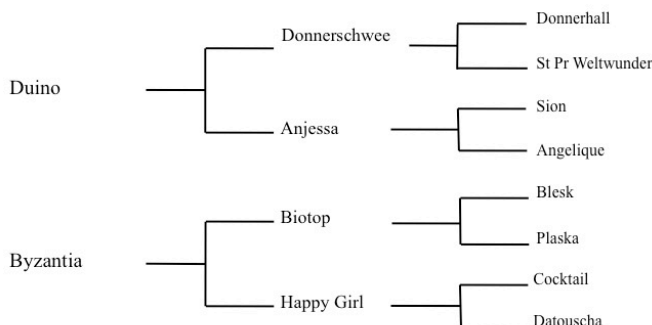 Donnerhall
Donnerschwee
St Pr Weltwunder
Duino
Sion
Anjessa
Angelique
Blesk
Biotop
Plaska
Byzantia
Cocktail
Happy Girl
Datouscha